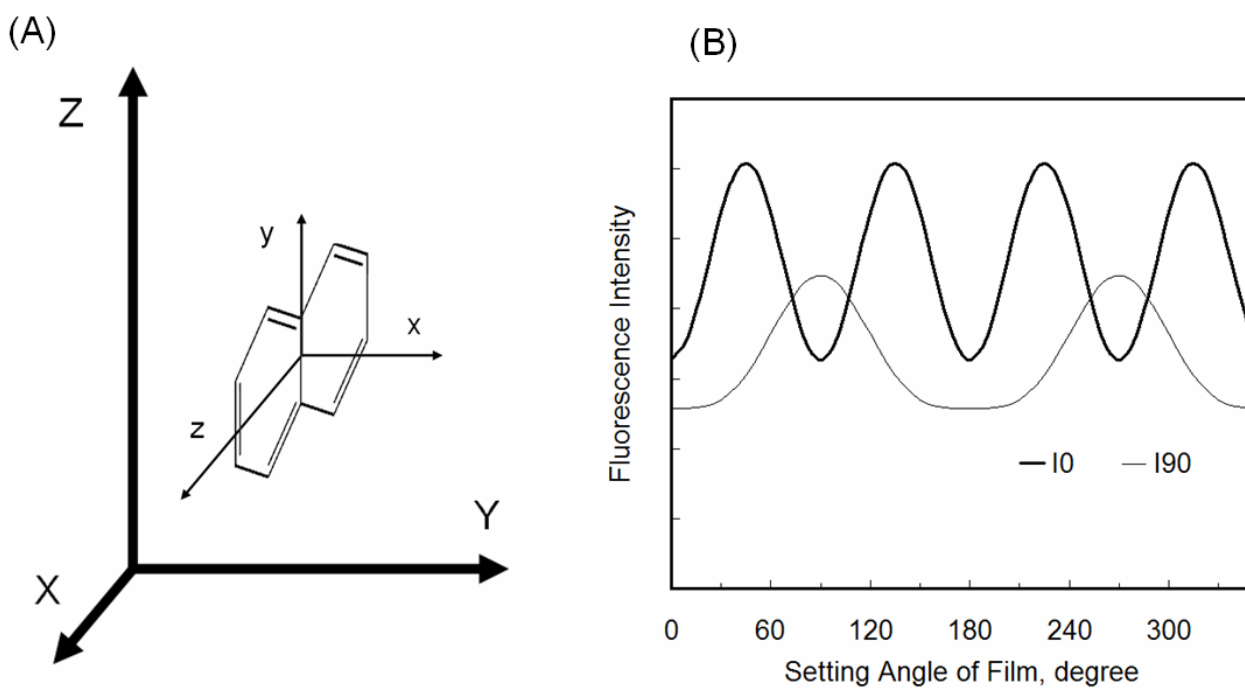 (A)
(B)
Z
y
x
z
Y
X
Fluorescence Intensity
I0 I90
0 60 120 180 240 300
Setting Angle of Film, degree